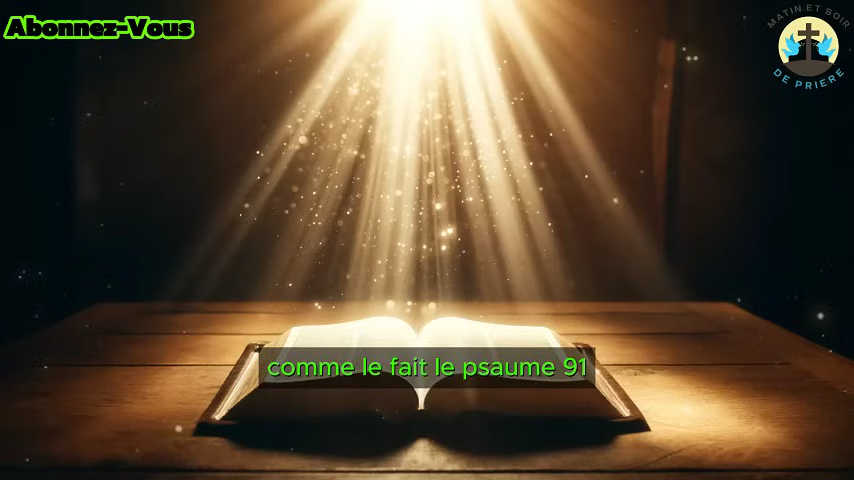 Abonnez-Vous
MATIN ET SOIR
DE PRIERE
comme le fait le psaume 91